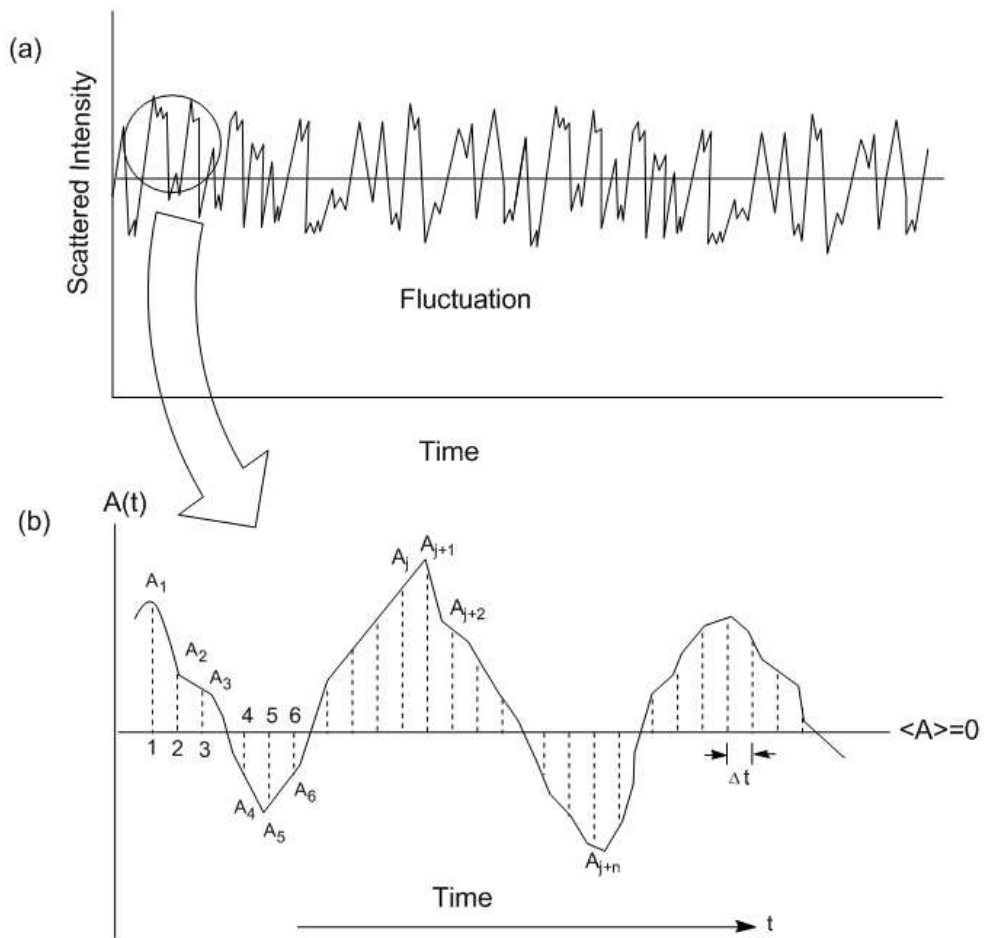 (a)
Scattered Intensity
Fluctuation
Time
A(t)
(b)
A1
A2
A3
Aj
Aj+1
Aj+2
4 5 6
1 2 3
<A>=0
Δt
A4
A5
A6
Aj+n
Time
t